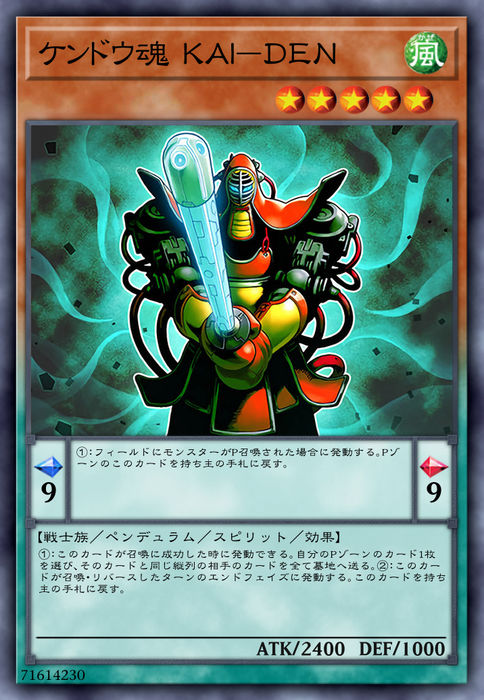 ケンドウ魂 KAI－DEN
かぜ
風
①:フィールドにモンスターがP召喚された場合に発動する。Pゾ
ーンのこのカードを持ち主の手札に戻す。
9
9
【戦士族／ペンデュラム／スピリット／効果】
①:このカードが召喚に成功した時に発動できる。自分のPゾーンのカード1枚
を選び、そのカードと同じ縦列の相手のカードを全て墓地へ送る。②:このカー
ドが召喚・リバースしたターンのエンドフェイズに発動する。このカードを持ち
主の手札に戻す。
ATK/2400 DEF/1000
71614230